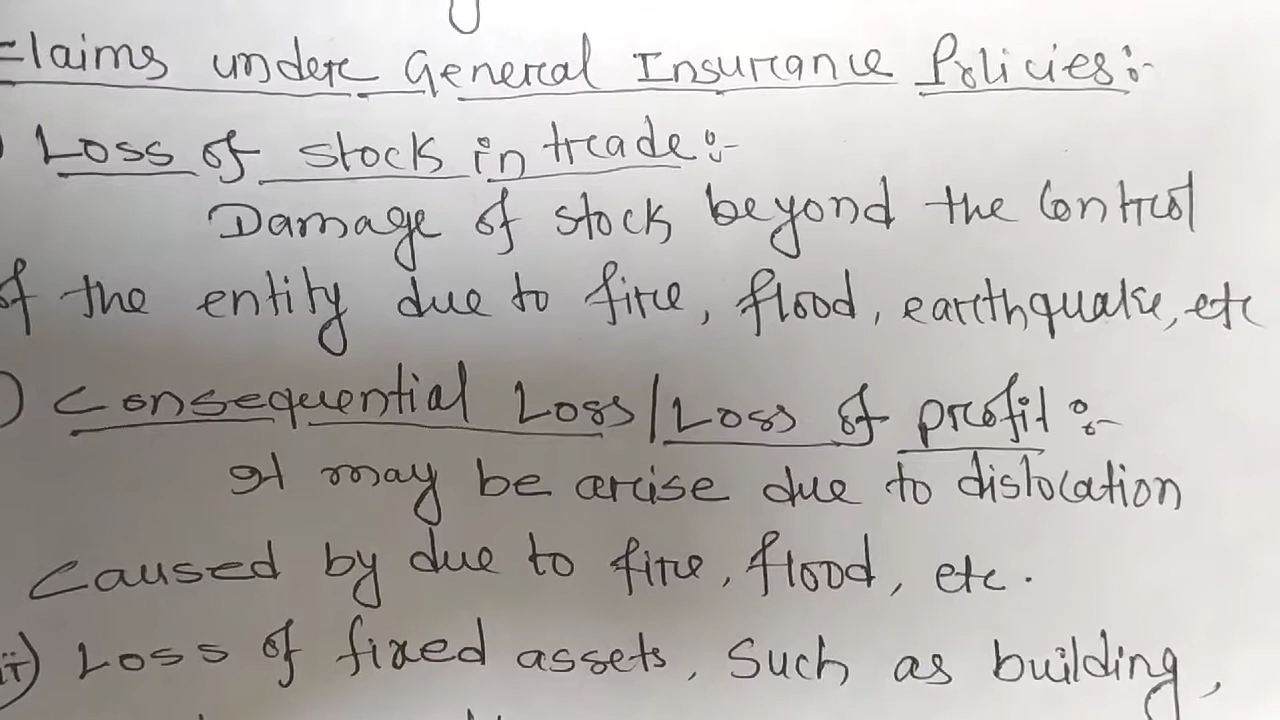 Claims under General Insurance Policies:-
) Loss of stock in trade:-
Damage of stock beyond the control
of the entity due to fire, flood, earthquake, etc
) Consequential Loss/Loss of profit:-
It may be arise due to dislocation
caused by due to fire, flood, etc.
ii) Loss of fixed assets, Such as building,